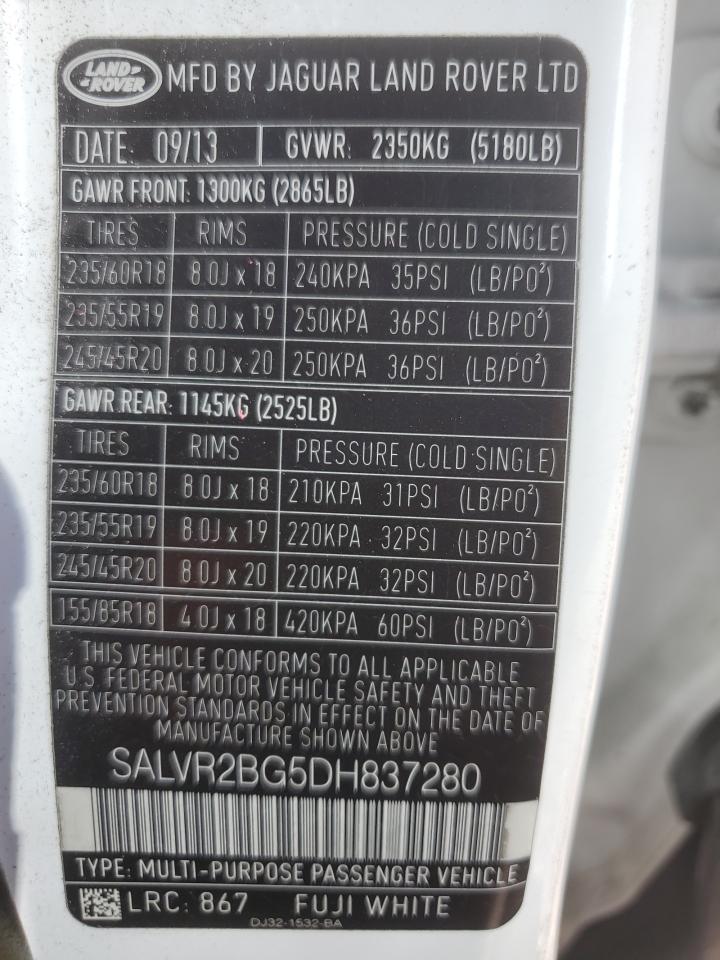 LAND-
-ROVER
MFD BY JAGUAR LAND ROVER LTD
DATE: 09/13 GVWR: 2350KG (5180LB)
GAWR FRONT: 1300KG (2865LB)
TIRES RIMS PRESSURE (COLD SINGLE)
235/60R18 8.0J x 18 240KPA 35PSI (LB/PO²)
235/55R19 8.0J x 19 250KPA 36PSI (LB/PO²)
245/45R20 8.0J x 20 250KPA 36PSI (LB/PO²)
GAWR REAR: 1145KG (2525LB)
TIRES RIMS PRESSURE (COLD SINGLE)
235/60R18 8.0J x 18 210KPA 31PSI (LB/PO²)
235/55R19 8.0J x 19 220KPA 32PSI (LB/PO²)
245/45R20 8.0J x 20 220KPA 32PSI (LB/PO²)
155/85R18 4.0J x 18 420KPA 60PSI (LB/PO²)
THIS VEHICLE CONFORMS TO ALL APPLICABLE
U.S. FEDERAL MOTOR VEHICLE SAFETY AND THEFT
PREVENTION STANDARDS IN EFFECT ON THE DATE OF
MANUFACTURE SHOWN ABOVE
SALVR2BG5DH837280
TYPE: MULTI-PURPOSE PASSENGER VEHICLE
LRC: 867 FUJI WHITE
DJ32-1532-BA